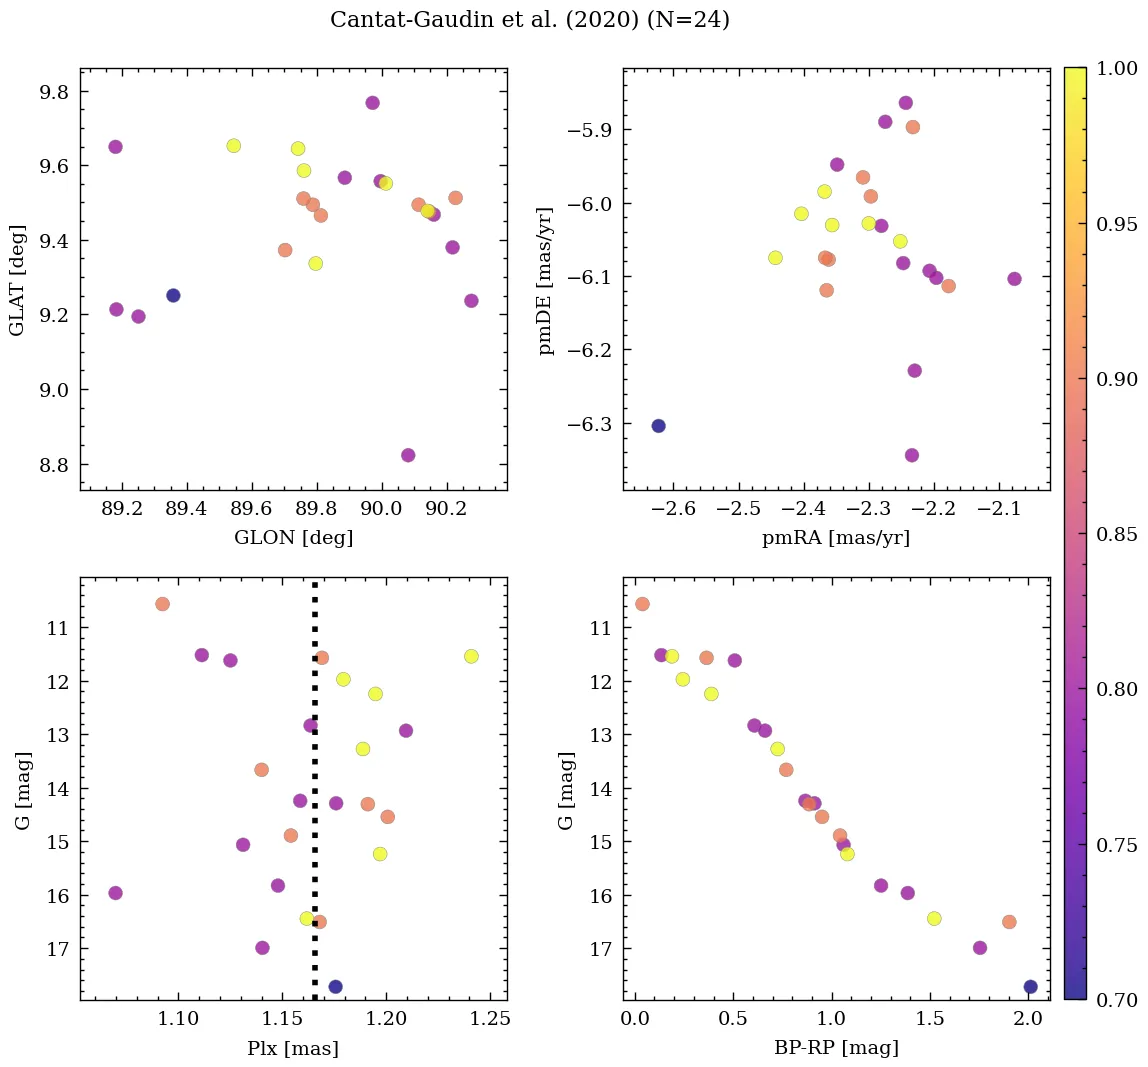 Cantat-Gaudin et al. (2020) (N=24)
9.8
9.6
9.4
9.2
9.0
8.8
GLAT [deg]
89.2 89.4 89.6 89.8 90.0 90.2
GLON [deg]
−5.9
−6.0
−6.1
−6.2
−6.3
pmDE [mas/yr]
−2.6 −2.5 −2.4 −2.3 −2.2 −2.1
pmRA [mas/yr]
11
12
13
14
15
16
17
G [mag]
1.10 1.15 1.20 1.25
Plx [mas]
11
12
13
14
15
16
17
G [mag]
0.0 0.5 1.0 1.5 2.0
BP-RP [mag]
1.00
0.95
0.90
0.85
0.80
0.75
0.70